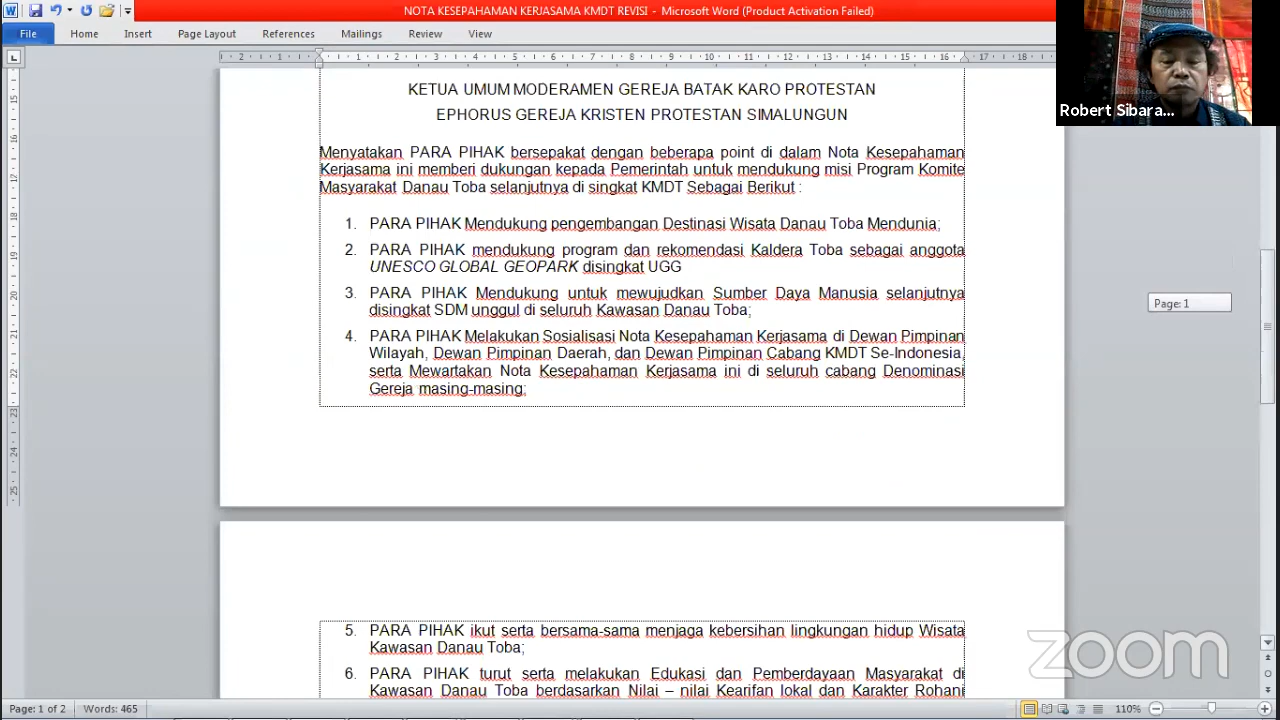 NOTA KESEPAHAMAN KERJASAMA KMDT REVISI - Microsoft Word (Product Activation Failed)
File Home Insert Page Layout References Mailings Review View
Robert Sibara...
KETUA UMUM MODERAMEN GEREJA BATAK KARO PROTESTAN
EPHORUS GEREJA KRISTEN PROTESTAN SIMALUNGUN
Menyatakan PARA PIHAK bersepakat dengan beberapa point di dalam Nota Kesepahaman
Kerjasama ini memberi dukungan kepada Pemerintah untuk mendukung misi Program Komite
Masyarakat Danau Toba selanjutnya di singkat KMDT Sebagai Berikut :
1. PARA PIHAK Mendukung pengembangan Destinasi Wisata Danau Toba Mendunia;
2. PARA PIHAK mendukung program dan rekomendasi Kaldera Toba sebagai anggota
UNESCO GLOBAL GEOPARK disingkat UGG
3. PARA PIHAK Mendukung untuk mewujudkan Sumber Daya Manusia selanjutnya
disingkat SDM unggul di seluruh Kawasan Danau Toba;
Page: 1
4. PARA PIHAK Melakukan Sosialisasi Nota Kesepahaman Kerjasama di Dewan Pimpinan
Wilayah, Dewan Pimpinan Daerah, dan Dewan Pimpinan Cabang KMDT Se-Indonesia,
serta Mewartakan Nota Kesepahaman Kerjasama ini di seluruh cabang Denominasi
Gereja masing-masing;
5. PARA PIHAK ikut serta bersama-sama menjaga kebersihan lingkungan hidup Wisata
Kawasan Danau Toba;
6. PARA PIHAK turut serta melakukan Edukasi dan Pemberdayaan Masyarakat di
Kawasan Danau Toba berdasarkan Nilai – nilai Kearifan lokal dan Karakter Rohani
zoom
Page: 1 of 2 Words: 465 110%